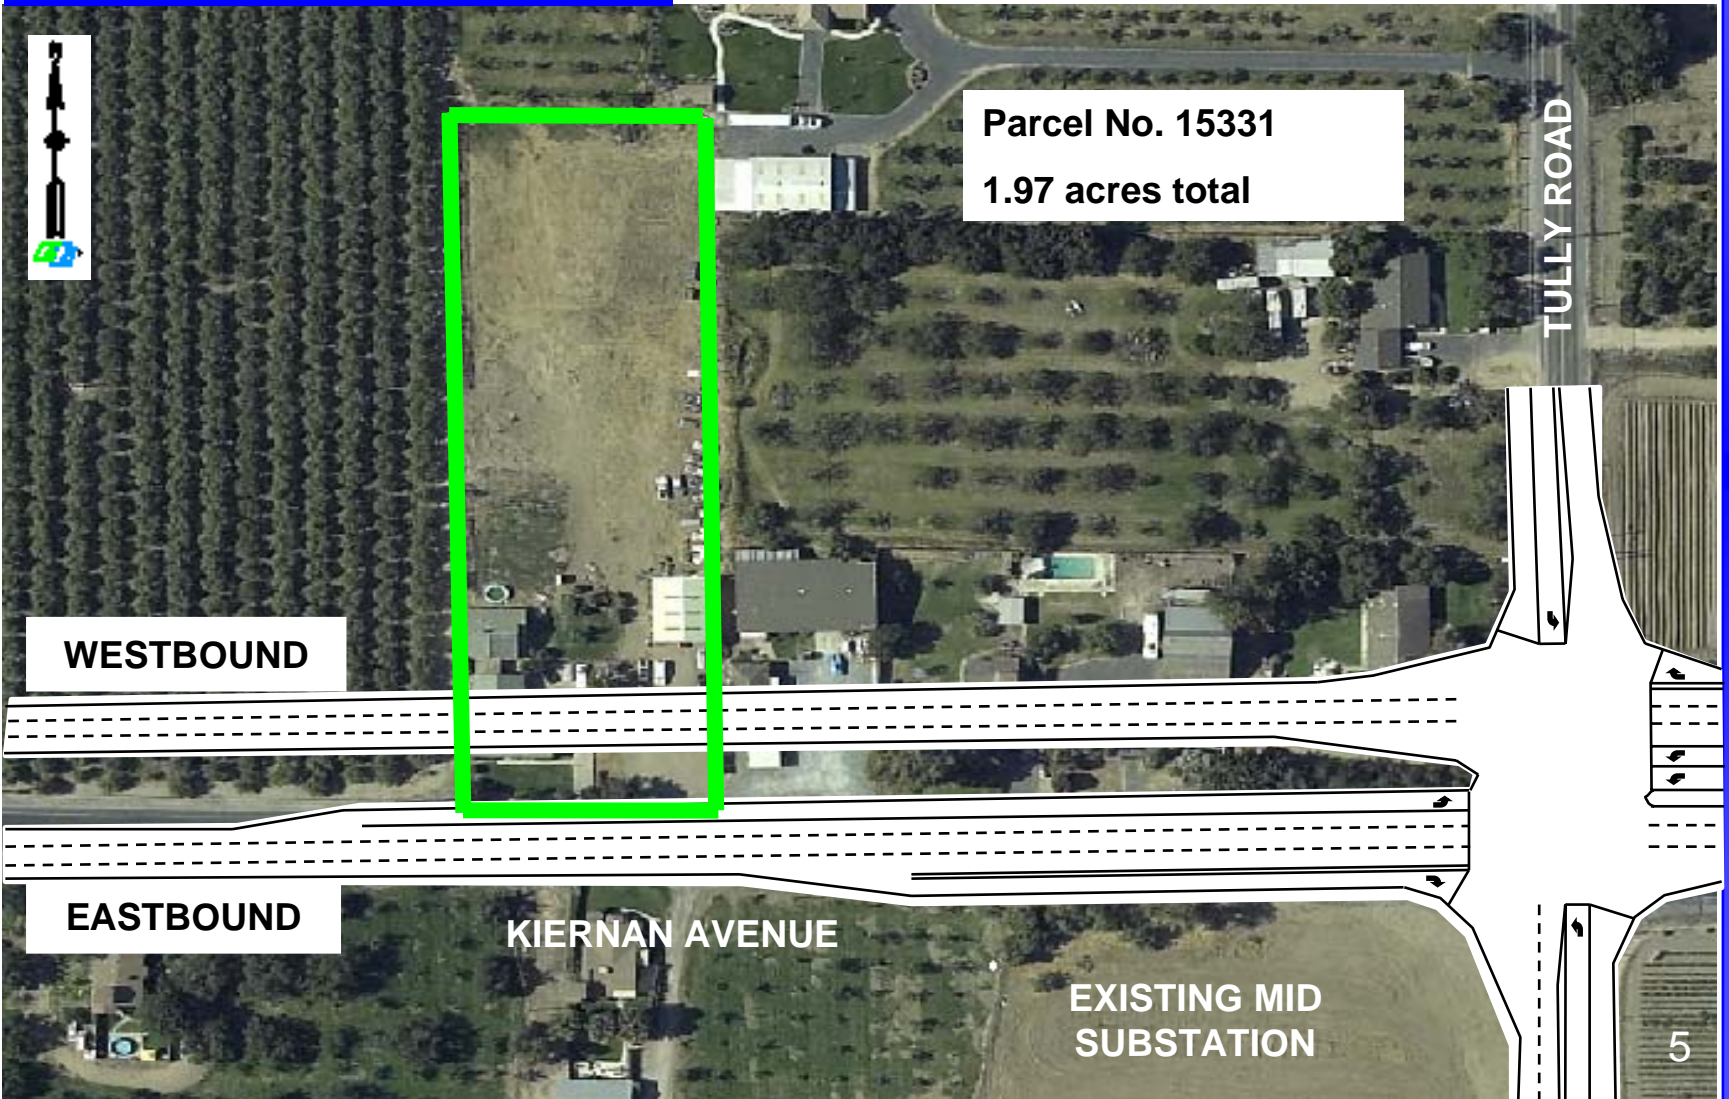 N
Parcel No. 15331
1.97 acres total
TULLY ROAD
WESTBOUND
EASTBOUND
KIERNAN AVENUE
EXISTING MID
SUBSTATION
5